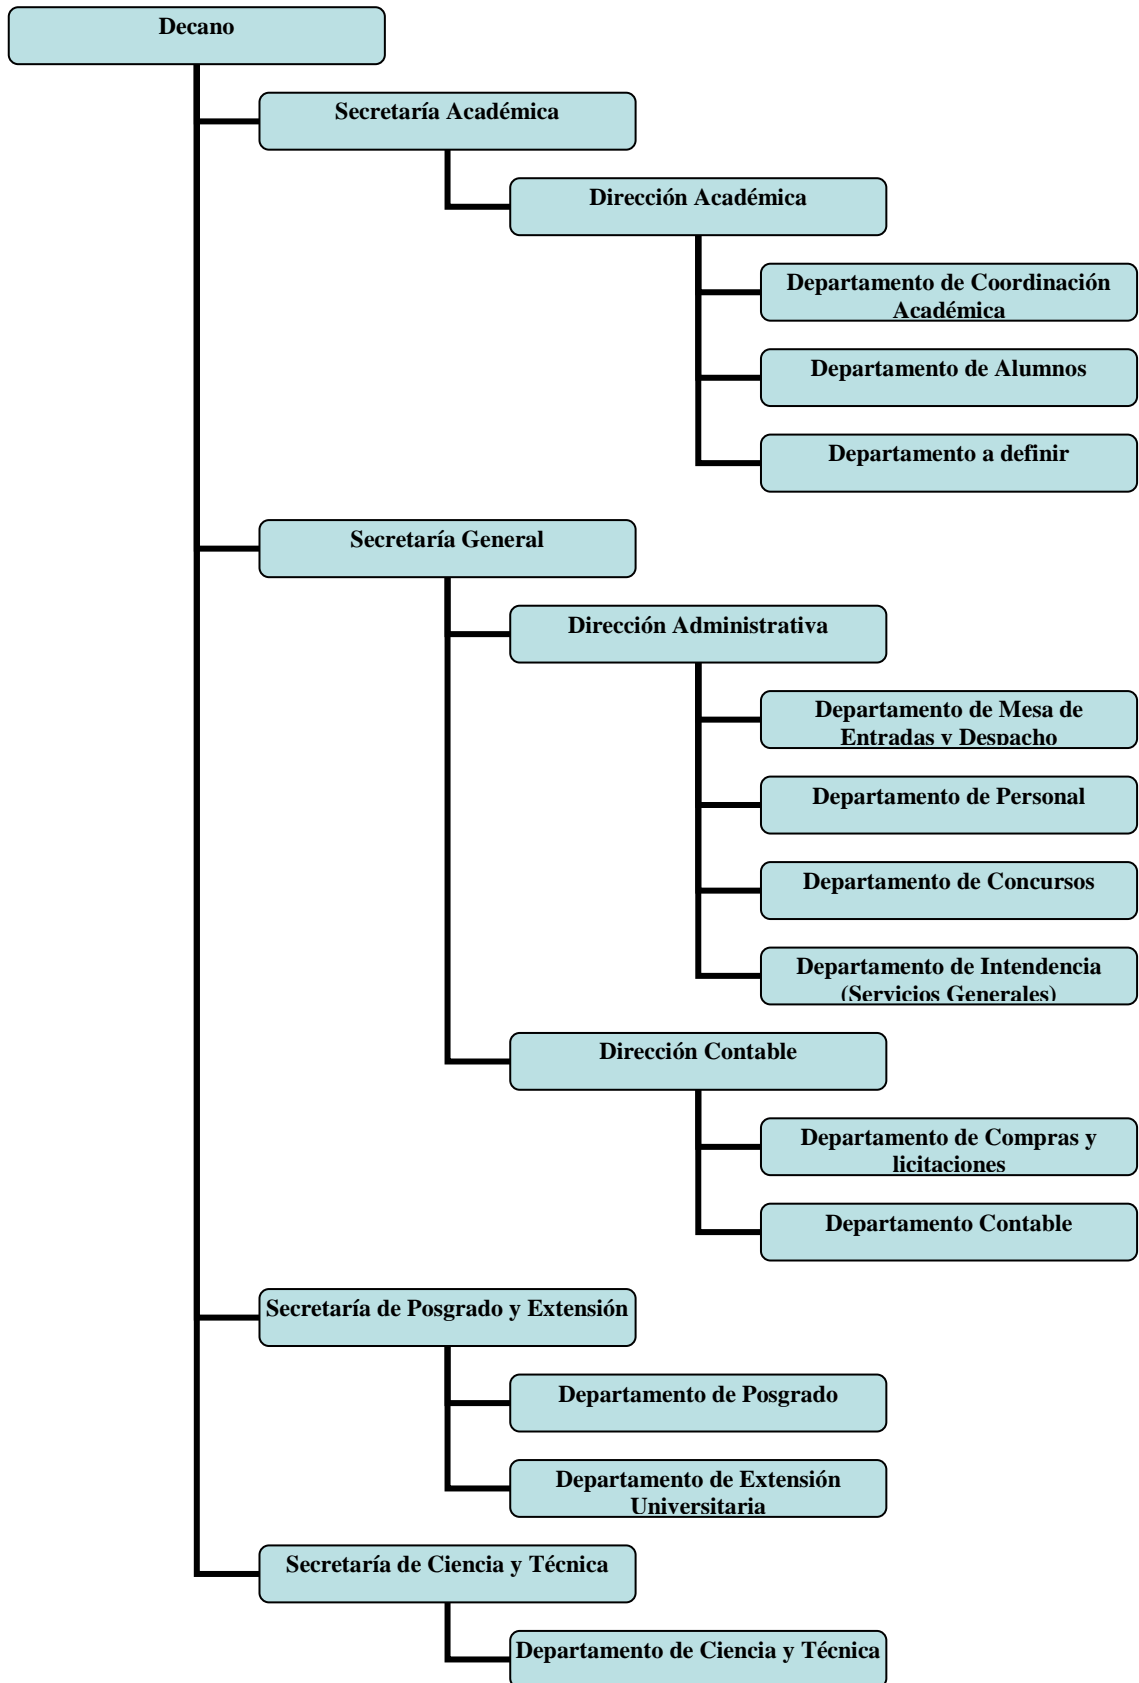 Decano
Secretaría Académica
Dirección Académica
Departamento de Coordinación
Académica
Departamento de Alumnos
Departamento a definir
Secretaría General
Dirección Administrativa
Departamento de Mesa de
Entradas y Despacho
Departamento de Personal
Departamento de Concursos
Departamento de Intendencia
(Servicios Generales)
Dirección Contable
Departamento de Compras y
licitaciones
Departamento Contable
Secretaría de Posgrado y Extensión
Departamento de Posgrado
Departamento de Extensión
Universitaria
Secretaría de Ciencia y Técnica
Departamento de Ciencia y Técnica